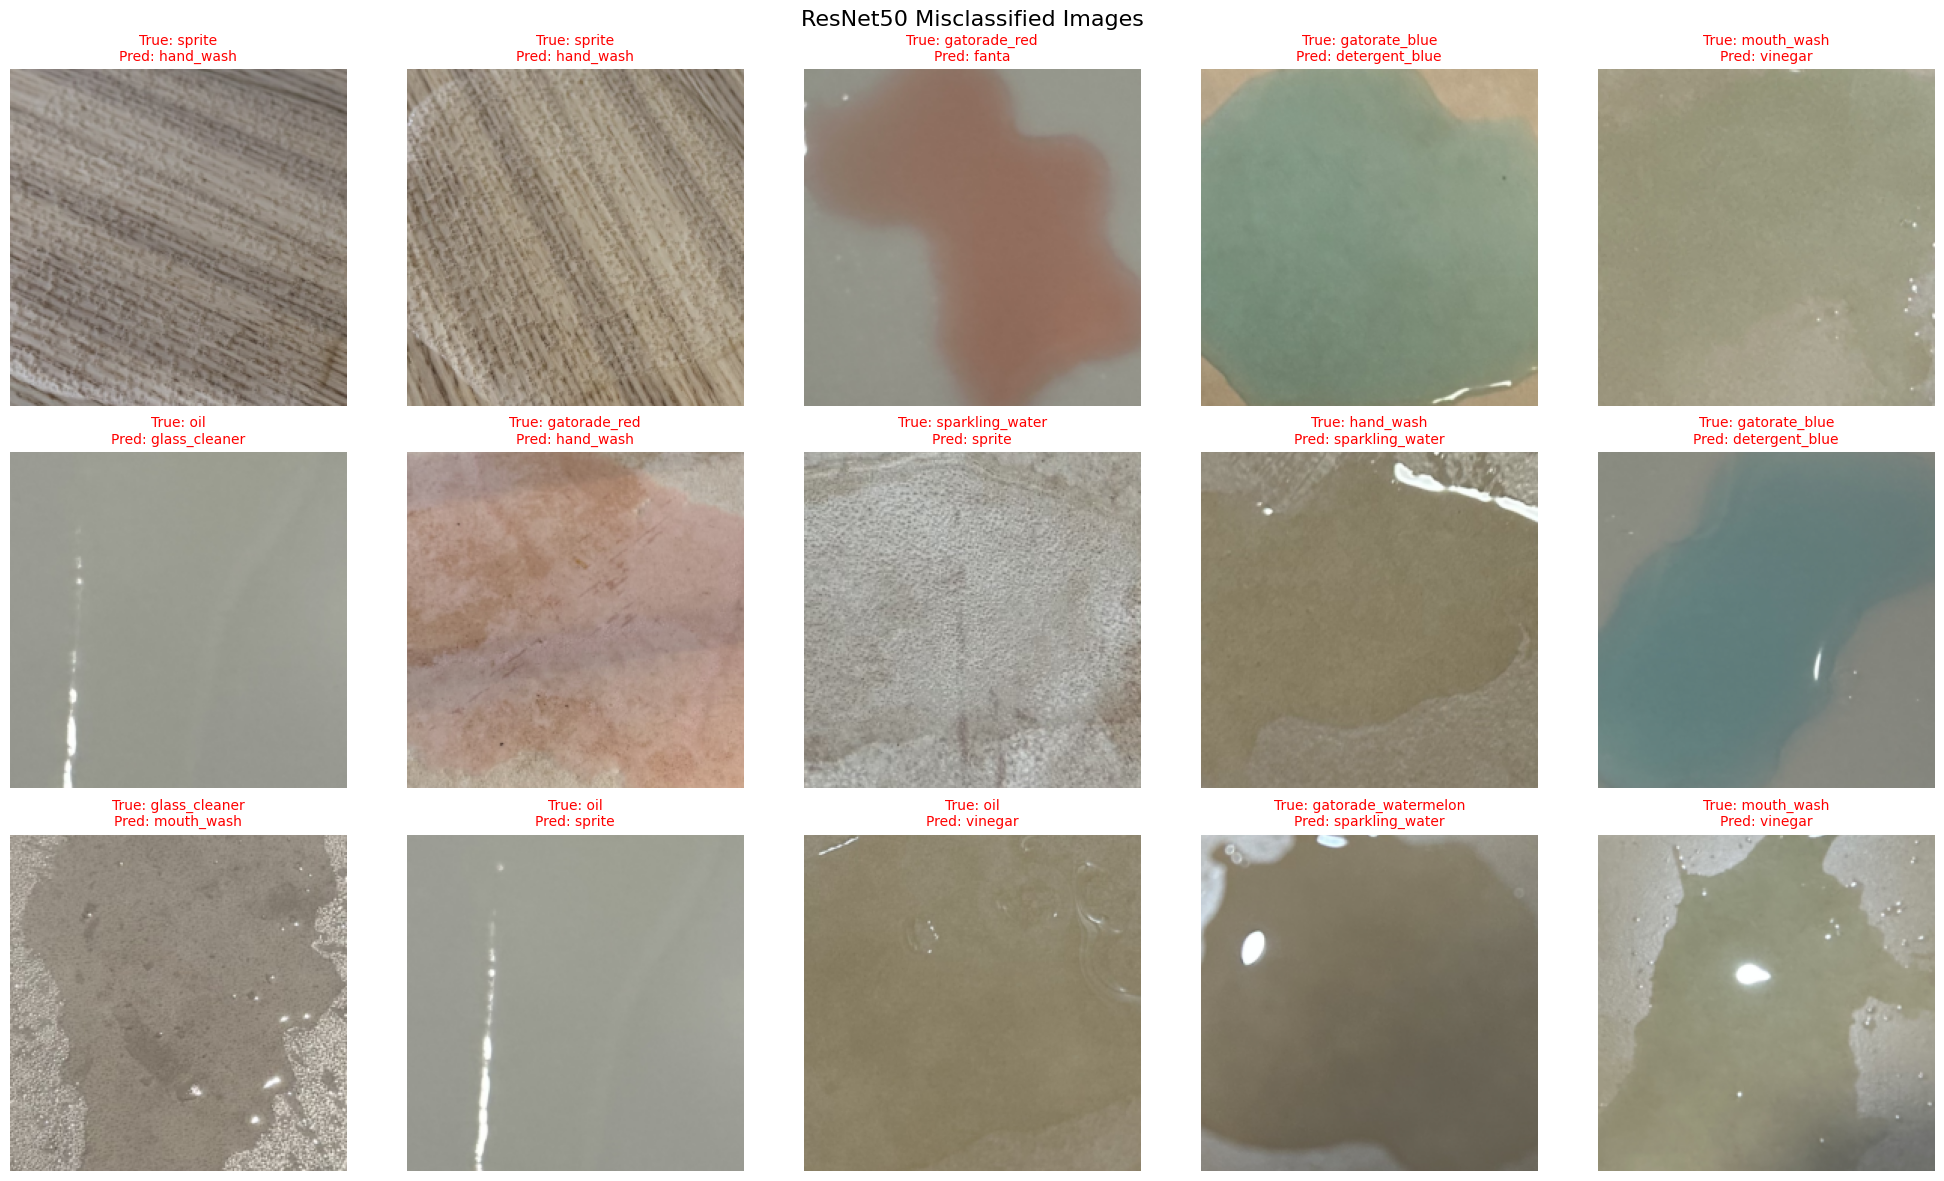 ResNet50 Misclassified Images
True: sprite
Pred: hand_wash
True: sprite
Pred: hand_wash
True: gatorade_red
Pred: fanta
True: gatorate_blue
Pred: detergent_blue
True: mouth_wash
Pred: vinegar
True: oil
Pred: glass_cleaner
True: gatorade_red
Pred: hand_wash
True: sparkling_water
Pred: sprite
True: hand_wash
Pred: sparkling_water
True: gatorate_blue
Pred: detergent_blue
True: glass_cleaner
Pred: mouth_wash
True: oil
Pred: sprite
True: oil
Pred: vinegar
True: gatorade_watermelon
Pred: sparkling_water
True: mouth_wash
Pred: vinegar